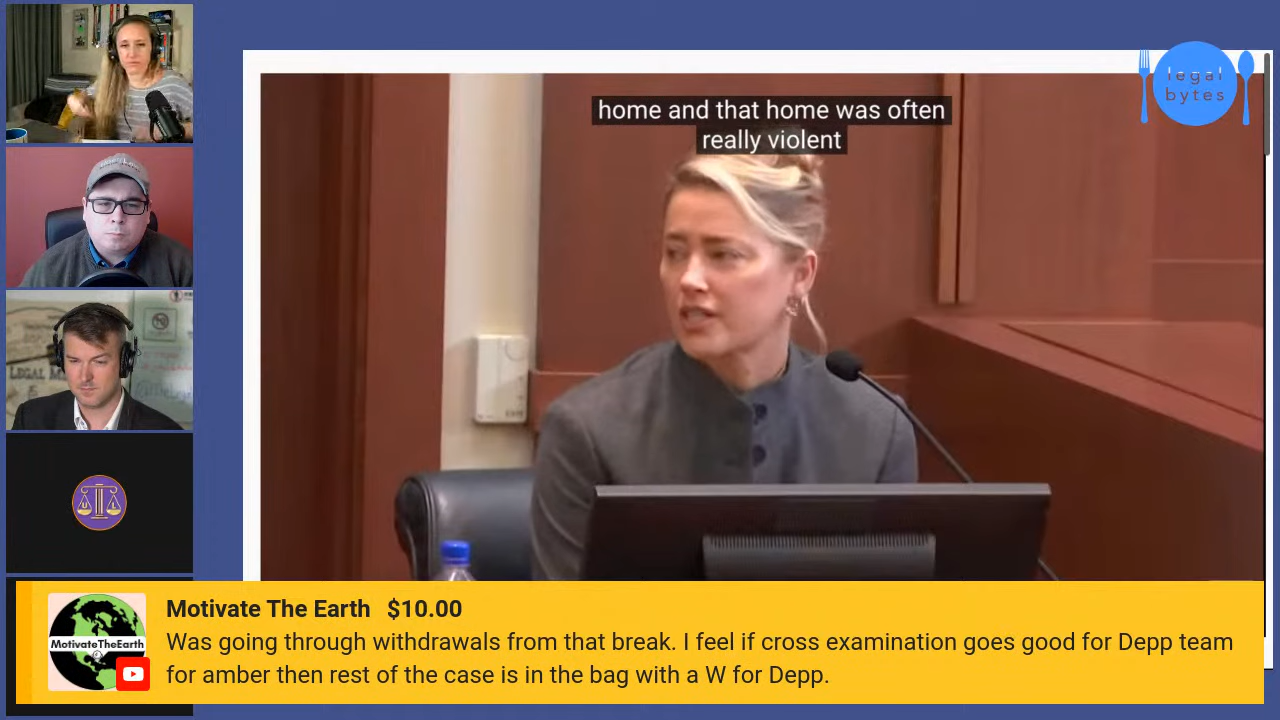 home and that home was often
really violent
legal
bytes
LEGAL M
MotivateTheEarth
Motivate The Earth $10.00
Was going through withdrawals from that break. I feel if cross examination goes good for Depp team
for amber then rest of the case is in the bag with a W for Depp.